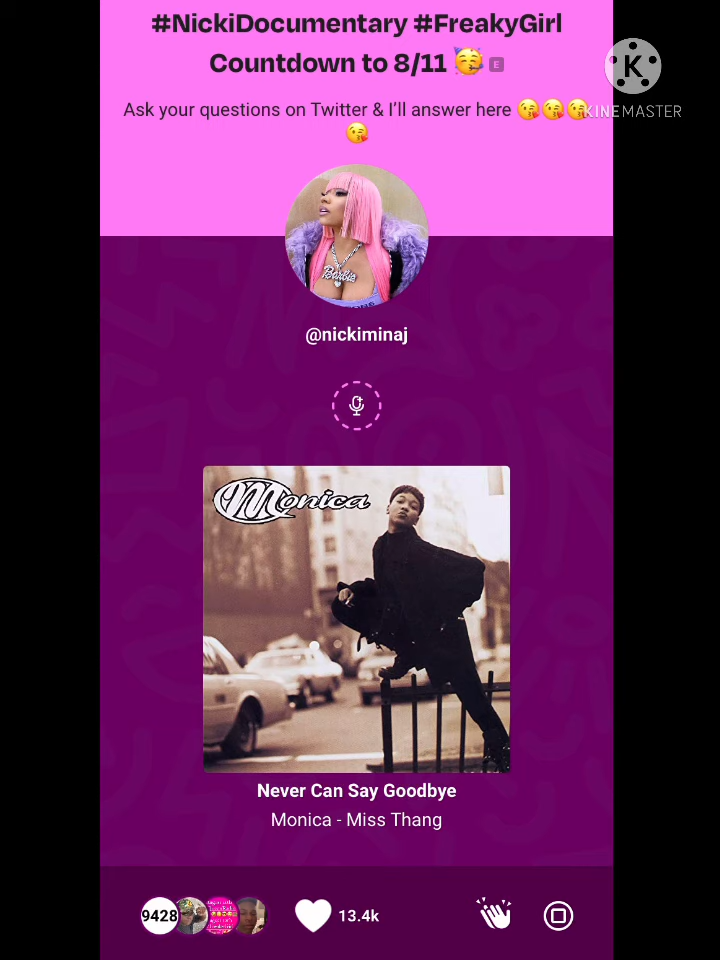 #NickiDocumentary #FreakyGirl
Countdown to 8/11 🥳 E
Ask your questions on Twitter & I'll answer here 😘😘😘
😘
K
KINEMASTER
Barbie
@nickiminaj
Monica
Never Can Say Goodbye
Monica - Miss Thang
9428
13.4k